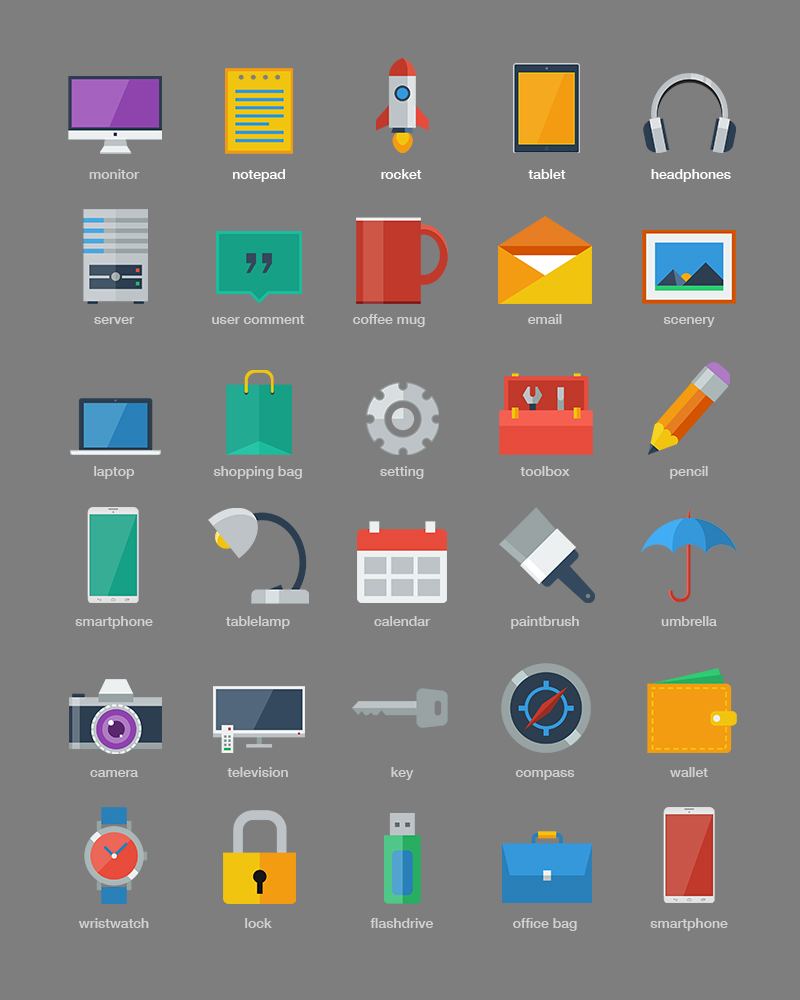 monitor
notepad
rocket
tablet
headphones
server
user comment
coffee mug
email
scenery
laptop
shopping bag
setting
toolbox
pencil
smartphone
tablelamp
calendar
paintbrush
umbrella
camera
television
key
compass
wallet
wristwatch
lock
flashdrive
office bag
smartphone